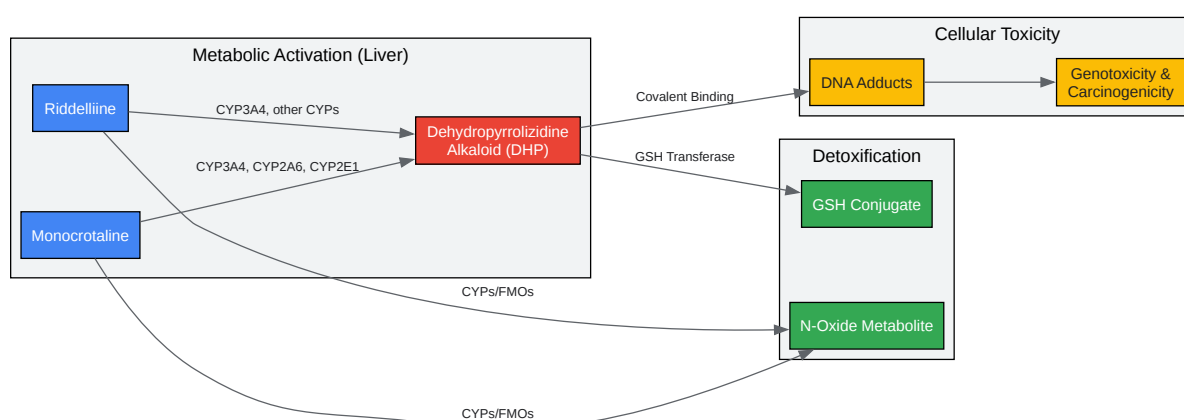 Cellular Toxicity
Metabolic Activation (Liver)
Riddelliine
CYP3A4, other CYPs
Dehydropyrrolizidine
Alkaloid (DHP)
CYP3A4, CYP2A6, CYP2E1
Monocrotaline
Covalent Binding
DNA Adducts
Genotoxicity &
Carcinogenicity
GSH Transferase
Detoxification
GSH Conjugate
CYPs/FMOs
N-Oxide Metabolite
CYPs/FMOs